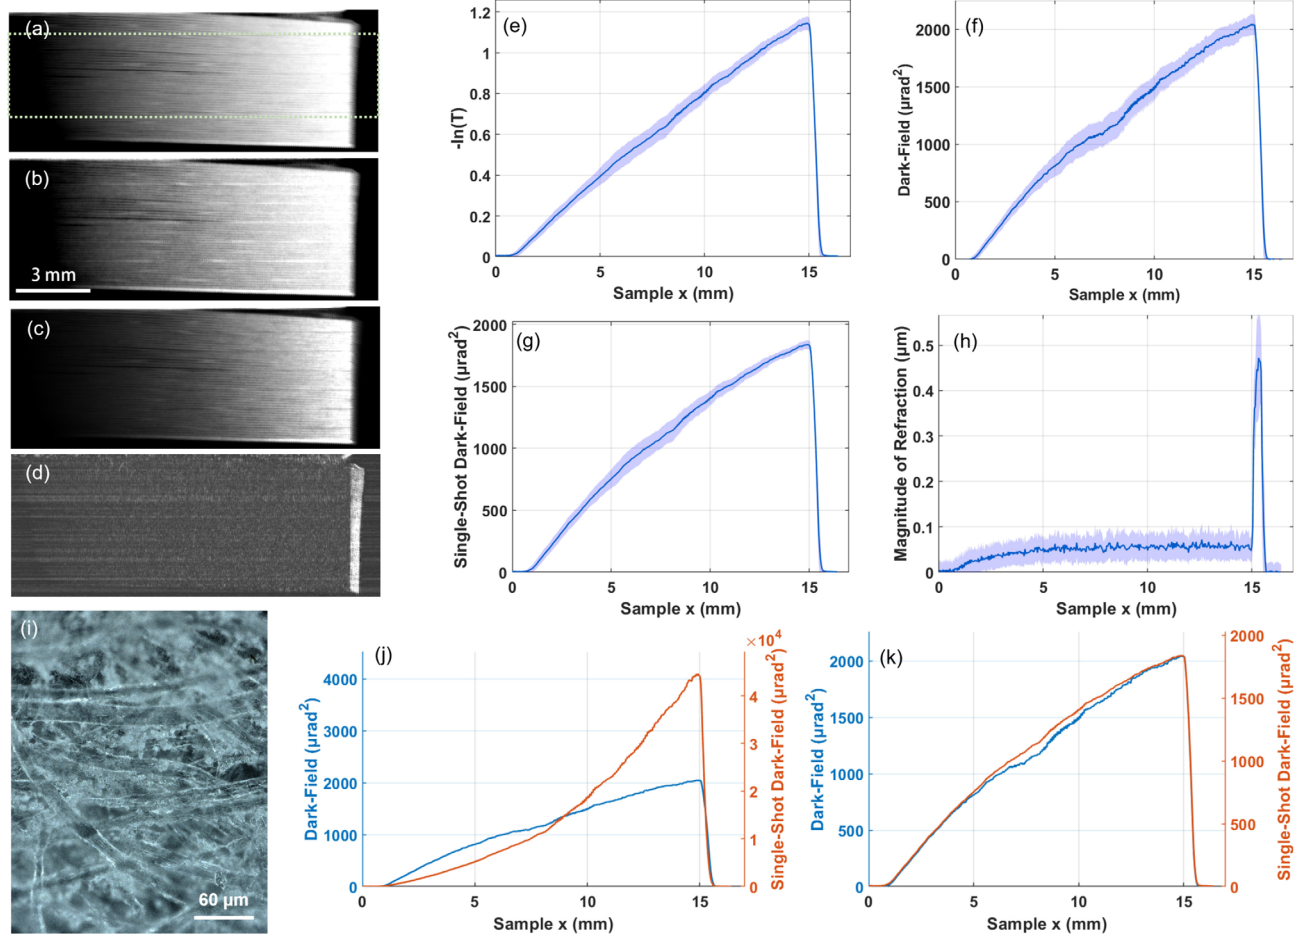 (a)
(b)
3 mm
(c)
(d)
(e)
-ln(T)
1.2
1
0.8
0.6
0.4
0.2
0
0 5 10 15
Sample x (mm)
(f)
Dark-Field (μrad²)
2000
1500
1000
500
0
0 5 10 15
Sample x (mm)
(g)
Single-Shot Dark-Field (μrad²)
2000
1500
1000
500
0
0 5 10 15
Sample x (mm)
(h)
Magnitude of Refraction (μm)
0.5
0.4
0.3
0.2
0.1
0
0 5 10 15
Sample x (mm)
(i)
60 μm
(j)
Dark-Field (μrad²)
4000
3000
2000
1000
0
0 5 10 15
Sample x (mm)
×10⁴
4
3
2
1
0
Single-Shot Dark-Field (μrad²)
(k)
Dark-Field (μrad²)
2000
1500
1000
500
0
0 5 10 15
Sample x (mm)
2000
1500
1000
500
0
Single-Shot Dark-Field (μrad²)